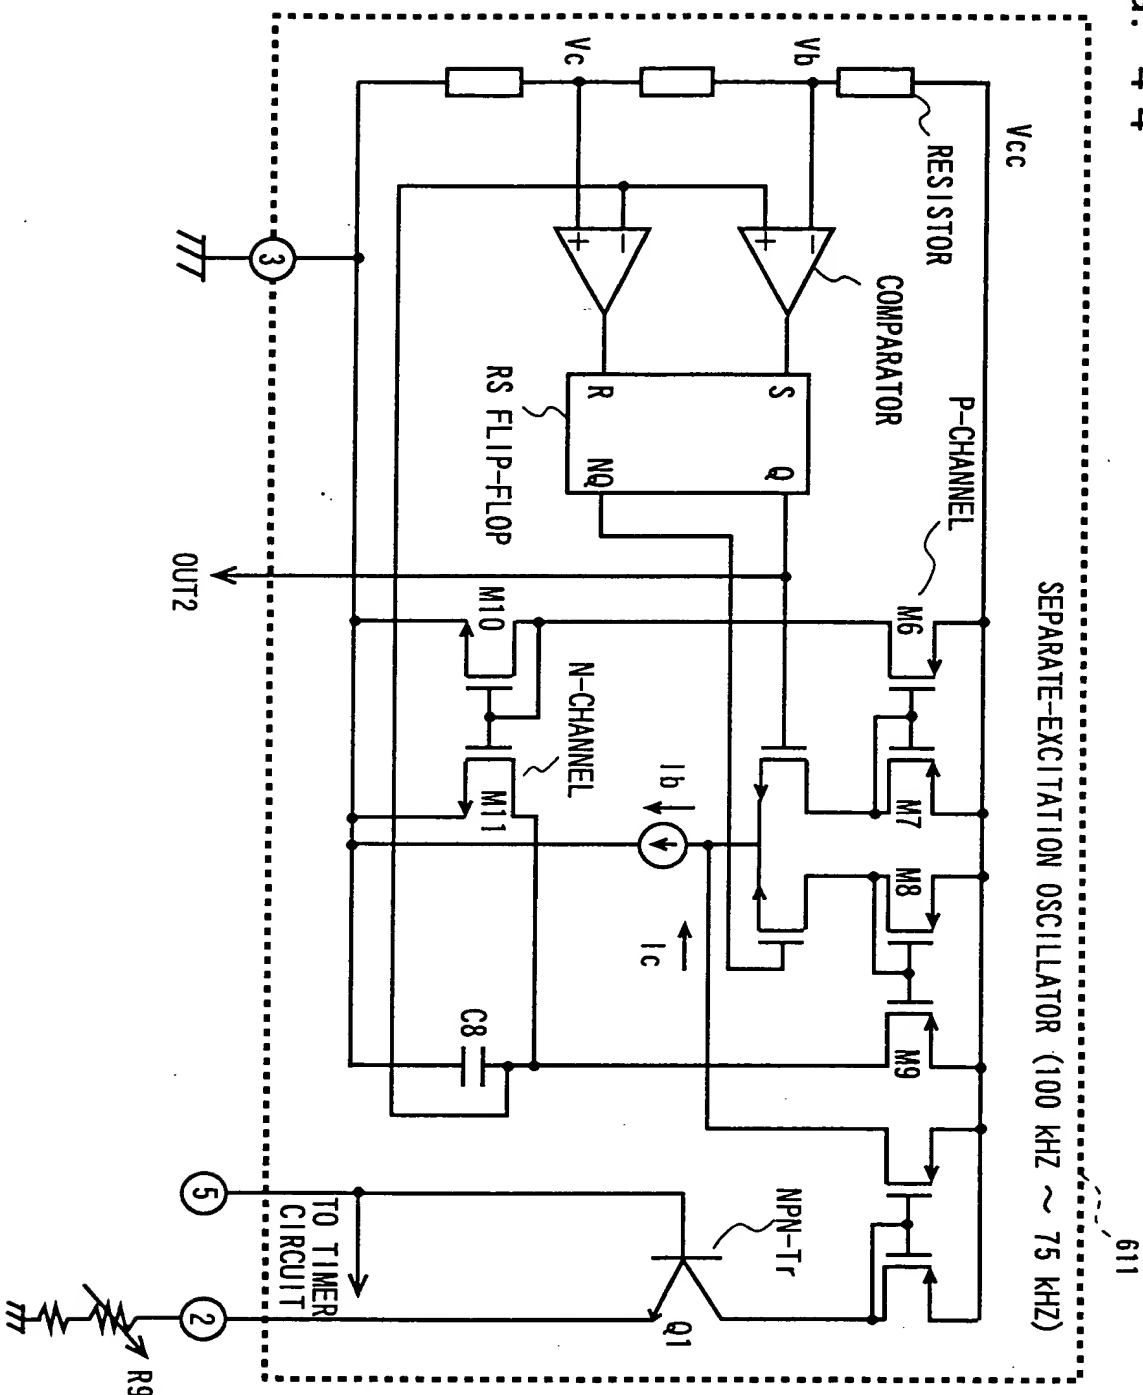 611
SEPARATE-EXCITATION OSCILLATOR (100 kHZ ~ 75 kHZ)
Vcc
P-CHANNEL
RESISTOR
M6
M7
M8
M9
Vb
Vc
COMPARATOR
-
+
-
+
S
Q
R
NQ
RS FLIP-FLOP
Ib
Ic
NPN-Tr
Q1
N-CHANNEL
M10
M11
C8
TO TIMER
CIRCUIT
3
OUT2
5
2
R9